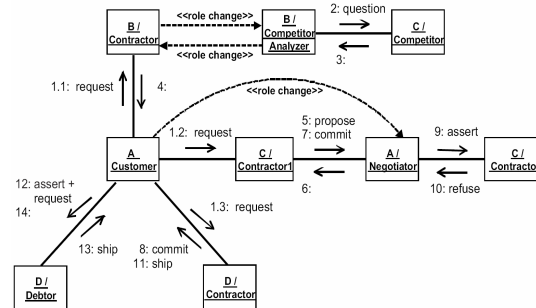 B /
Contractor
<<role change>>
<<role change>>
B /
Competitor
Analyzer
2: question
3:
C /
Competitor
1.1: request
4:
<<role change>>
A
Customer
1.2: request
C /
Contractor1
5: propose
7: commit
6:
A /
Negotiator
9: assert
10: refuse
C /
Contracto
12: assert +
request
14:
13: ship
1.3: request
8: commit
11: ship
D /
Debtor
D /
Contractor